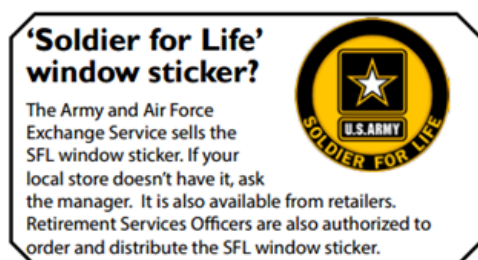 ‘Soldier for Life’
window sticker?
The Army and Air Force
Exchange Service sells the
SFL window sticker. If your
local store doesn’t have it, ask
the manager.  It is also available from retailers.
Retirement Services Officers are also authorized to
order and distribute the SFL window sticker.
U.S.ARMY
SOLDIER FOR LIFE